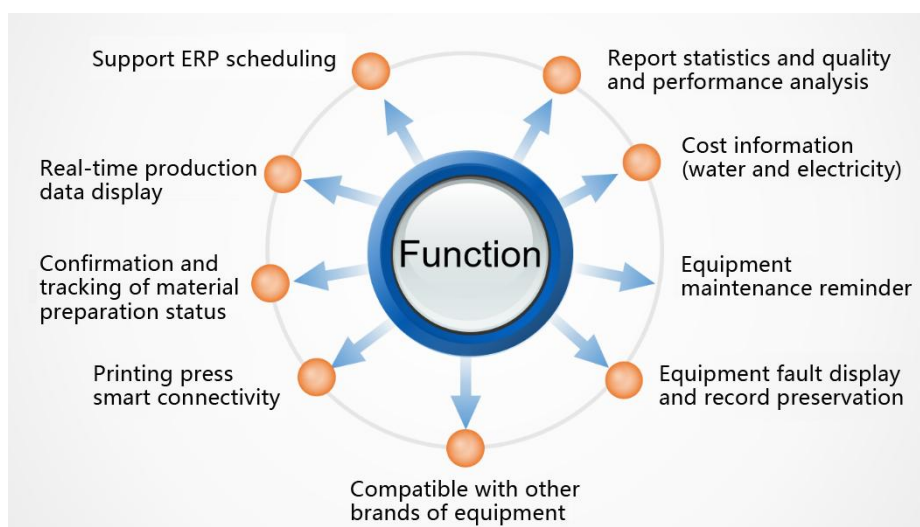 Support ERP scheduling
Report statistics and quality
and performance analysis
Real-time production
data display
Cost information
(water and electricity)
Function
Confirmation and
tracking of material
preparation status
Equipment
maintenance reminder
Printing press
smart connectivity
Equipment fault display
and record preservation
Compatible with other
brands of equipment